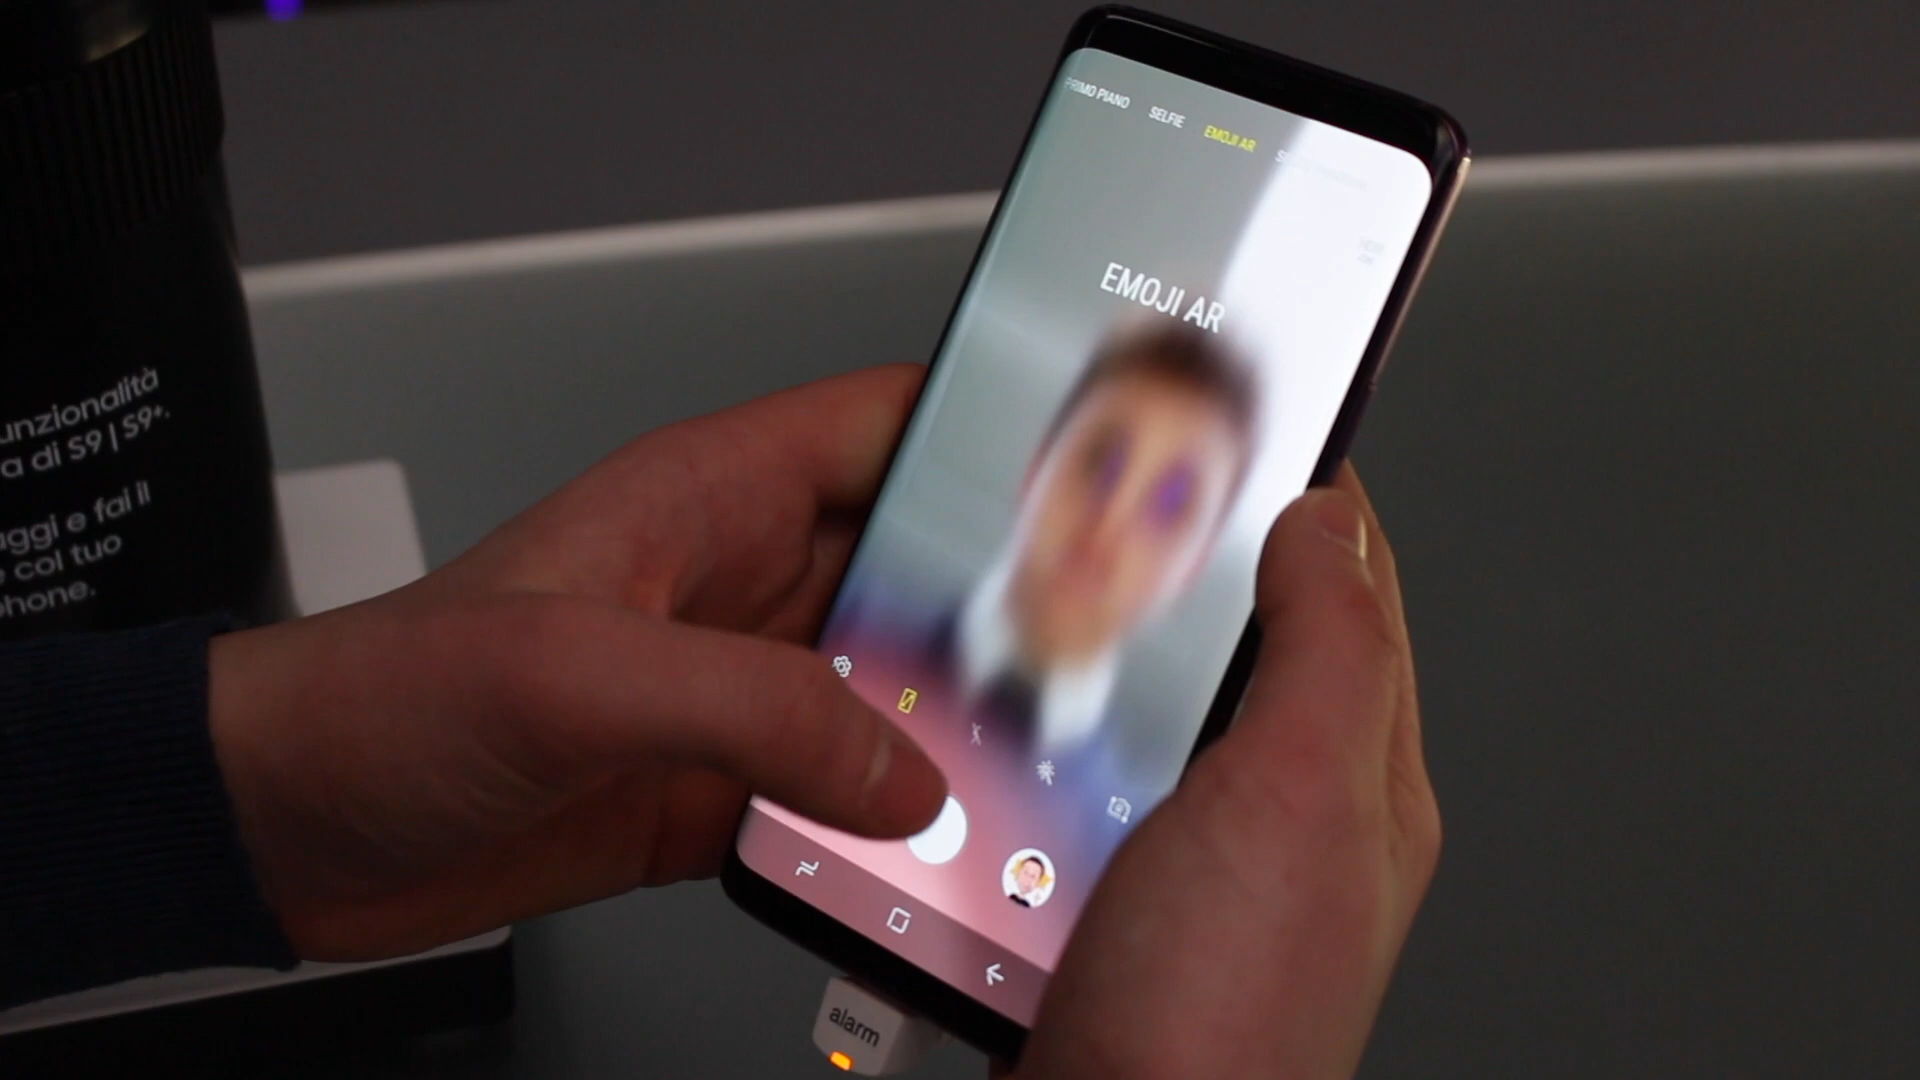 PRIMO PIANO SELFIE EMOJI AR
EMOJI AR
unzionalità
a di S9 | S9+.
aggi e fai il
col tuo
phone.
alarm